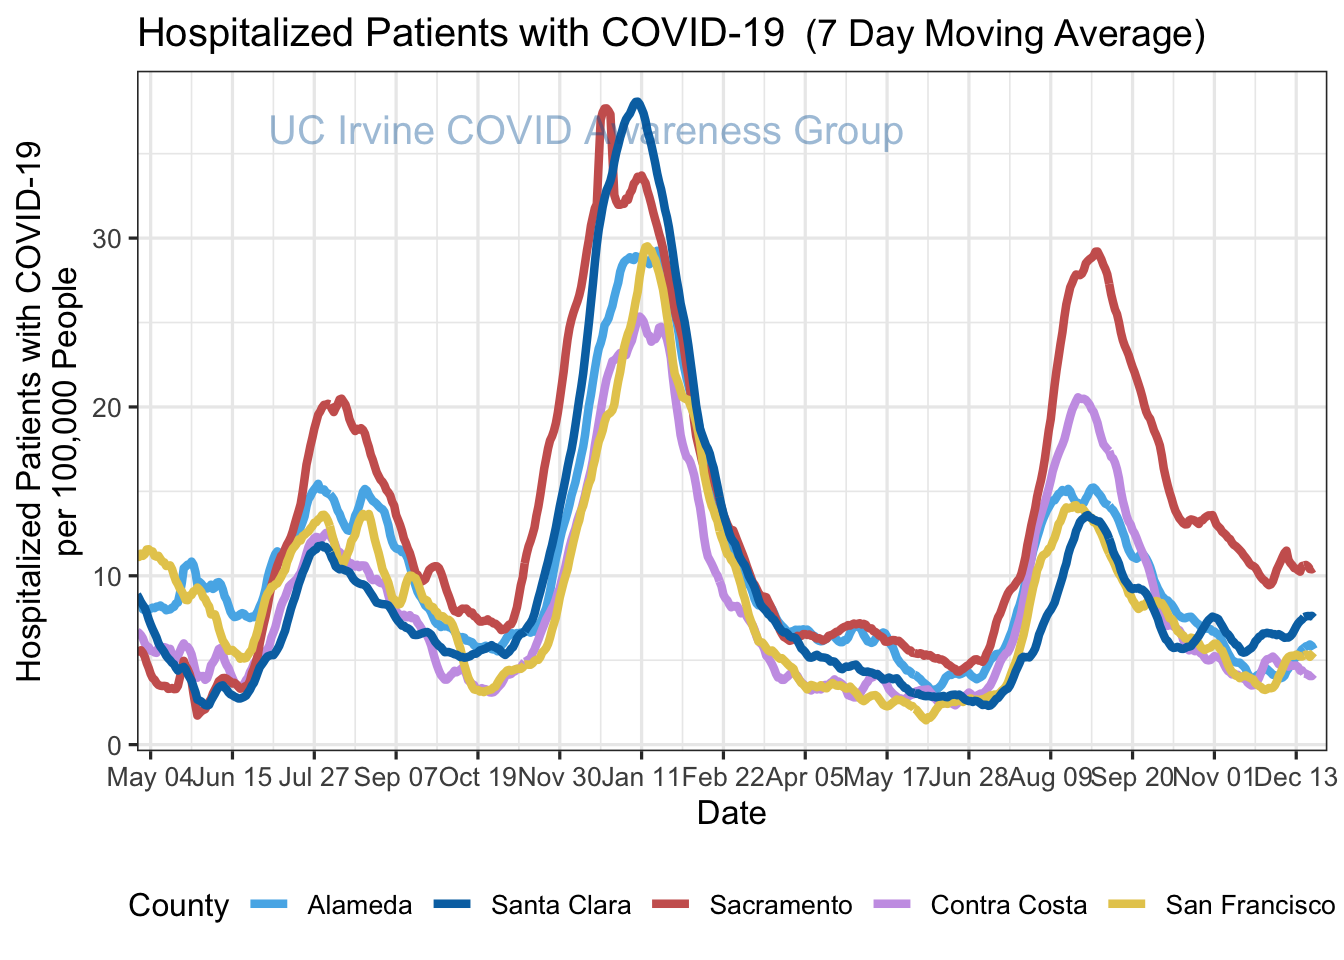 Hospitalized Patients with COVID-19  (7 Day Moving Average)
UC Irvine COVID Awareness Group
Hospitalized Patients with COVID-19
per 100,000 People
30
20
10
0
May 04 Jun 15 Jul 27 Sep 07 Oct 19 Nov 30 Jan 11 Feb 22 Apr 05 May 17 Jun 28 Aug 09 Sep 20 Nov 01 Dec 13
Date
County Alameda Santa Clara Sacramento Contra Costa San Francisco